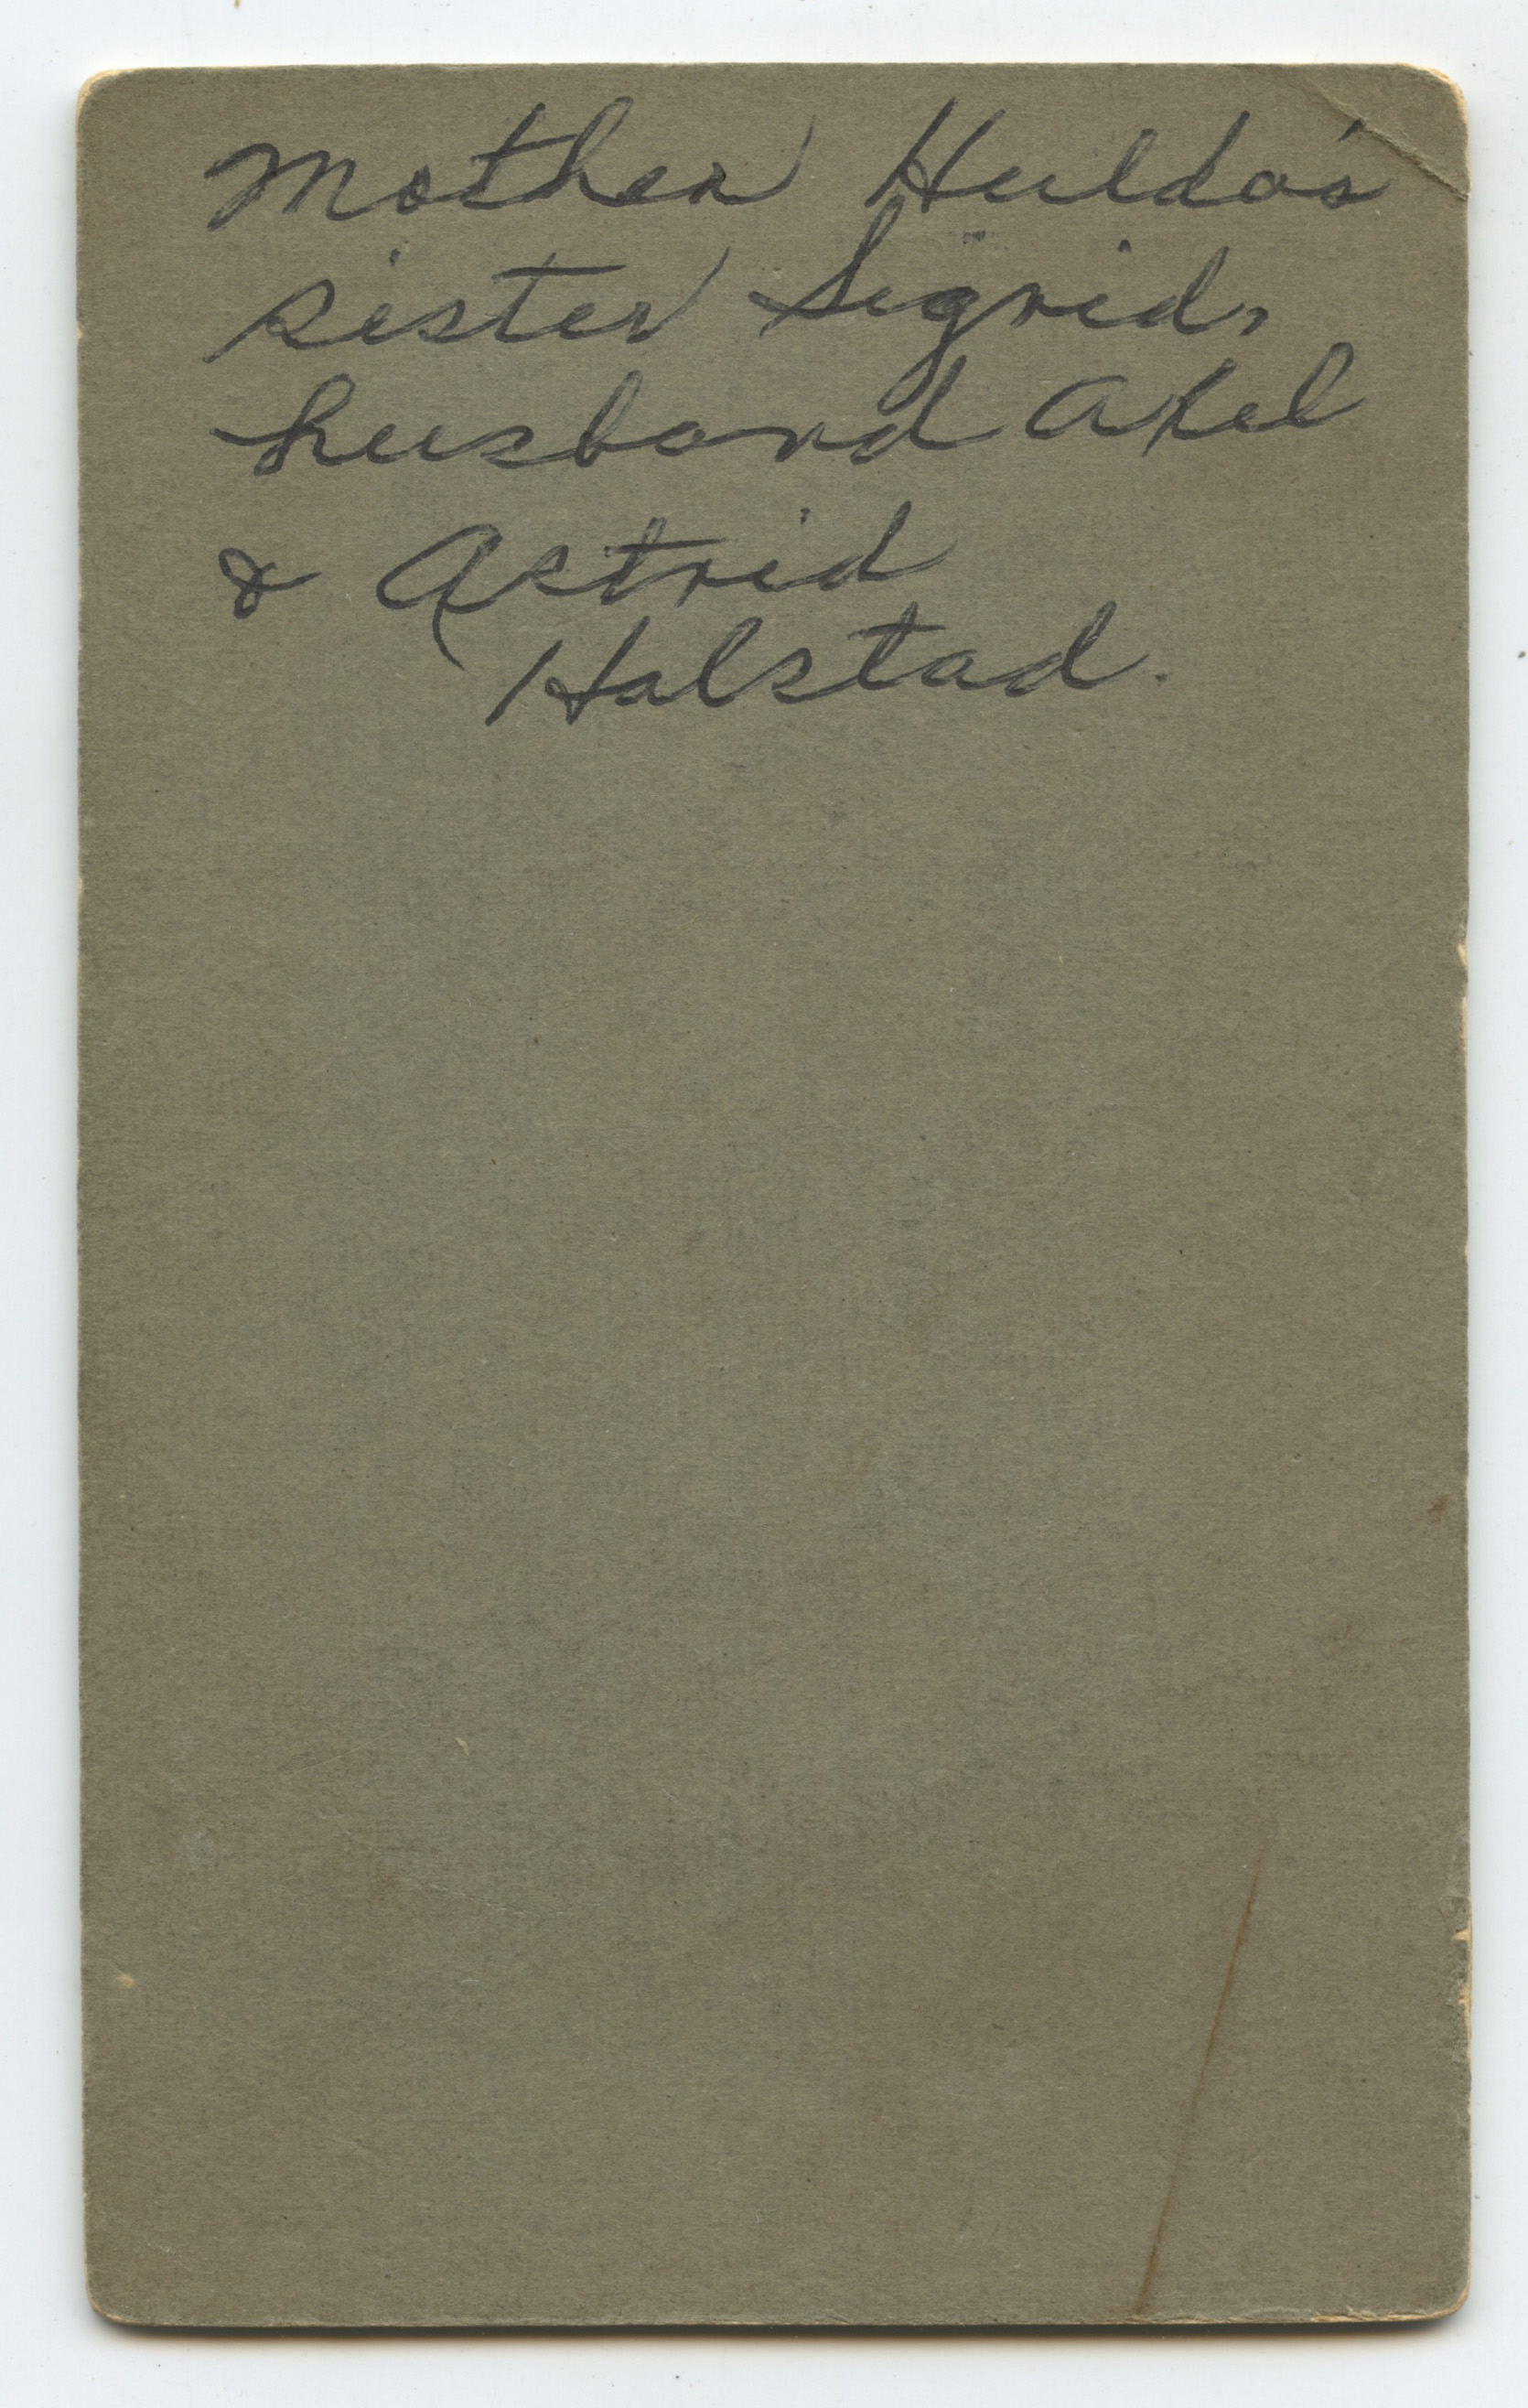 Mother Hulda's
sister Sigrid,
husband Axel
& Astrid
Halstad.